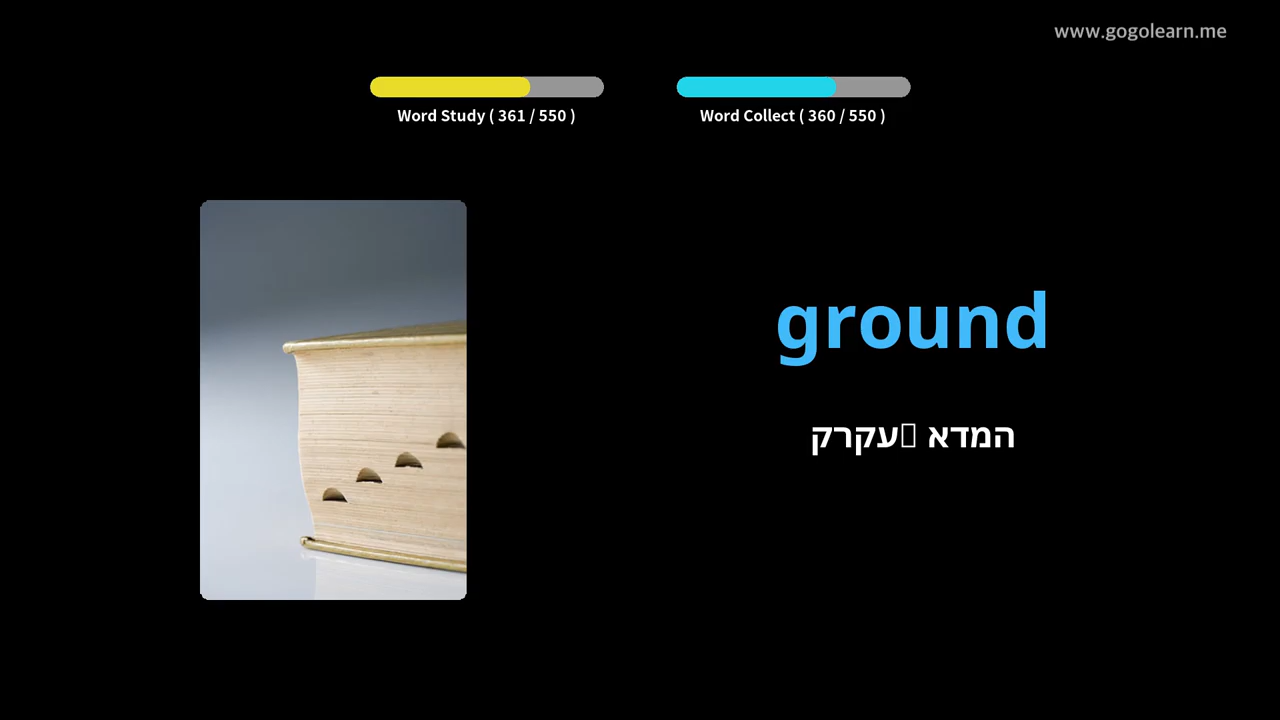 www.gogolearn.me
Word Study ( 361 / 550 )
Word Collect ( 360 / 550 )
ground
המדא ▯עקרק